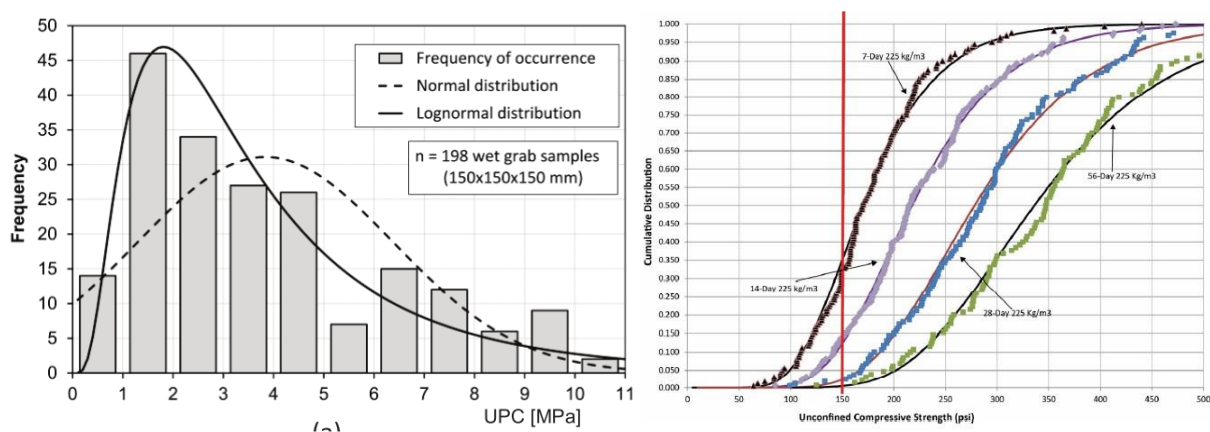 50
45
40
35
30
25
20
15
10
5
0
Frequency
Frequency of occurrence
Normal distribution
Lognormal distribution
n = 198 wet grab samples
(150x150x150 mm)
0 1 2 3 4 5 6 7 8 9 10 11
UPC [MPa]
(a)
1.000
0.950
0.900
0.850
0.800
0.750
0.700
0.650
0.600
0.550
0.500
0.450
0.400
0.350
0.300
0.250
0.200
0.150
0.100
0.050
0.000
Cumulative Distribution
7-Day 225 Kg/m3
14-Day 225 kg/m3
28-Day 225 Kg/m3
56-Day 225 Kg/m3
0 50 100 150 200 250 300 350 400 450 500
Unconfined Compressive Strength (psi)